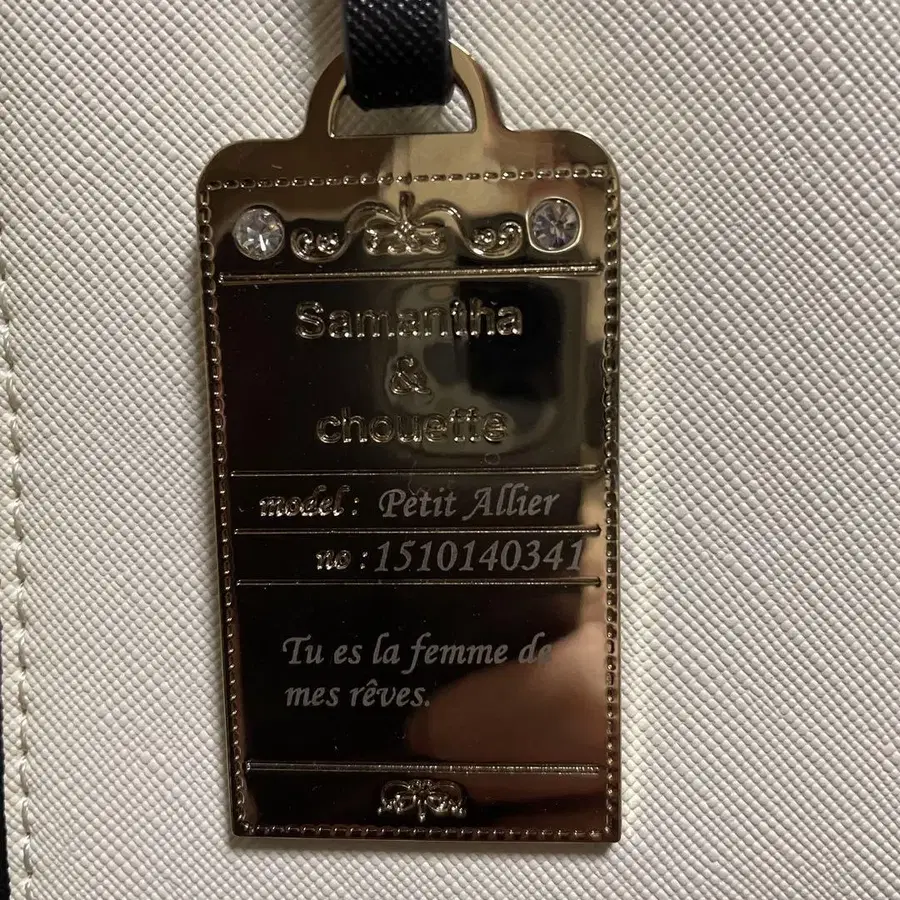 Samantha
&
chouette
model : Petit Allier
no : 1510140341
Tu es la femme de
mes rêves.